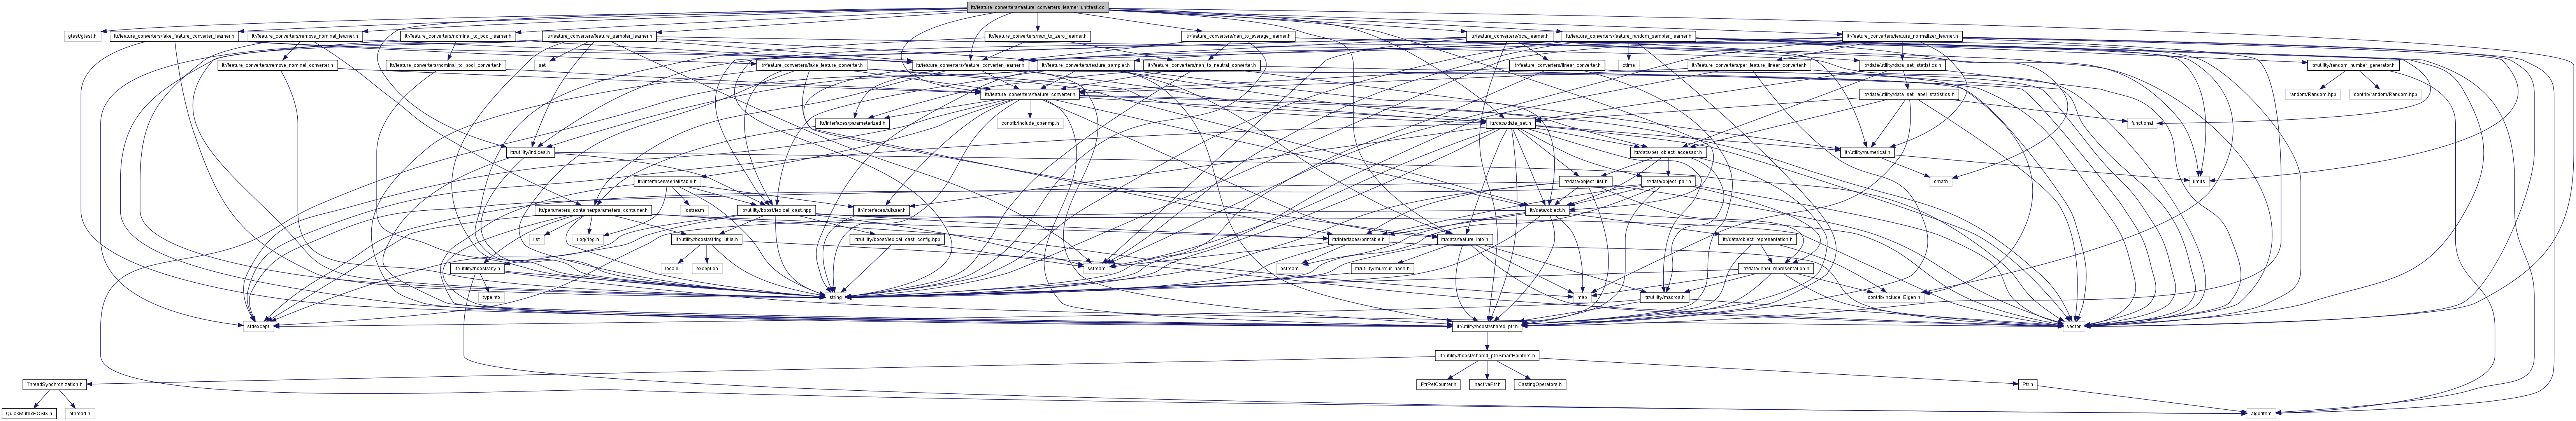 ltr/feature_converters/feature_converters_learner_unittest.cc
gtest/gtest.h
ltr/feature_converters/fake_feature_converter_learner.h
ltr/feature_converters/remove_nominal_learner.h
ltr/feature_converters/nominal_to_bool_learner.h
ltr/feature_converters/feature_sampler_learner.h
ltr/feature_converters/nan_to_zero_learner.h
ltr/feature_converters/nan_to_average_learner.h
ltr/feature_converters/pca_learner.h
ltr/feature_converters/feature_random_sampler_learner.h
ltr/feature_converters/feature_normalizer_learner.h
ltr/feature_converters/remove_nominal_converter.h
ltr/feature_converters/nominal_to_bool_converter.h
set
ltr/feature_converters/fake_feature_converter.h
ltr/feature_converters/feature_converter_learner.h
ltr/feature_converters/feature_sampler.h
ltr/feature_converters/nan_to_neutral_converter.h
ltr/feature_converters/linear_converter.h
ctime
ltr/feature_converters/per_feature_linear_converter.h
ltr/data/utility/data_set_statistics.h
ltr/utility/random_number_generator.h
ltr/feature_converters/feature_converter.h
ltr/data/utility/data_set_label_statistics.h
random/Random.hpp
contrib/random/Random.hpp
ltr/interfaces/parameterized.h
contrib/include_openmp.h
ltr/data/data_set.h
functional
ltr/utility/indices.h
ltr/data/per_object_accessor.h
ltr/utility/numerical.h
ltr/interfaces/serializable.h
ltr/data/object_list.h
ltr/data/object_pair.h
cmath
limits
ltr/parameters_container/parameters_container.h
iostream
ltr/utility/boost/lexical_cast.hpp
ltr/interfaces/aliaser.h
ltr/data/object.h
list
rlog/rlog.h
ltr/utility/boost/string_utils.h
ltr/utility/boost/lexical_cast_config.hpp
ltr/interfaces/printable.h
ltr/data/feature_info.h
ltr/data/object_representation.h
ltr/utility/boost/any.h
locale
exception
sstream
ostream
ltr/utility/murmur_hash.h
ltr/data/inner_representation.h
typeinfo
string
map
ltr/utility/macros.h
contrib/include_Eigen.h
stdexcept
ltr/utility/boost/shared_ptr.h
vector
ltr/utility/boost/shared_ptrSmartPointers.h
ThreadSynchronization.h
PtrRefCounter.h
InactivePtr.h
CastingOperators.h
Ptr.h
QuickMutexPOSIX.h
pthread.h
algorithm